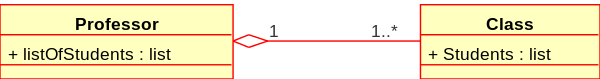 Professor
+ listOfStudents : list
1
1..*
Class
+ Students : list